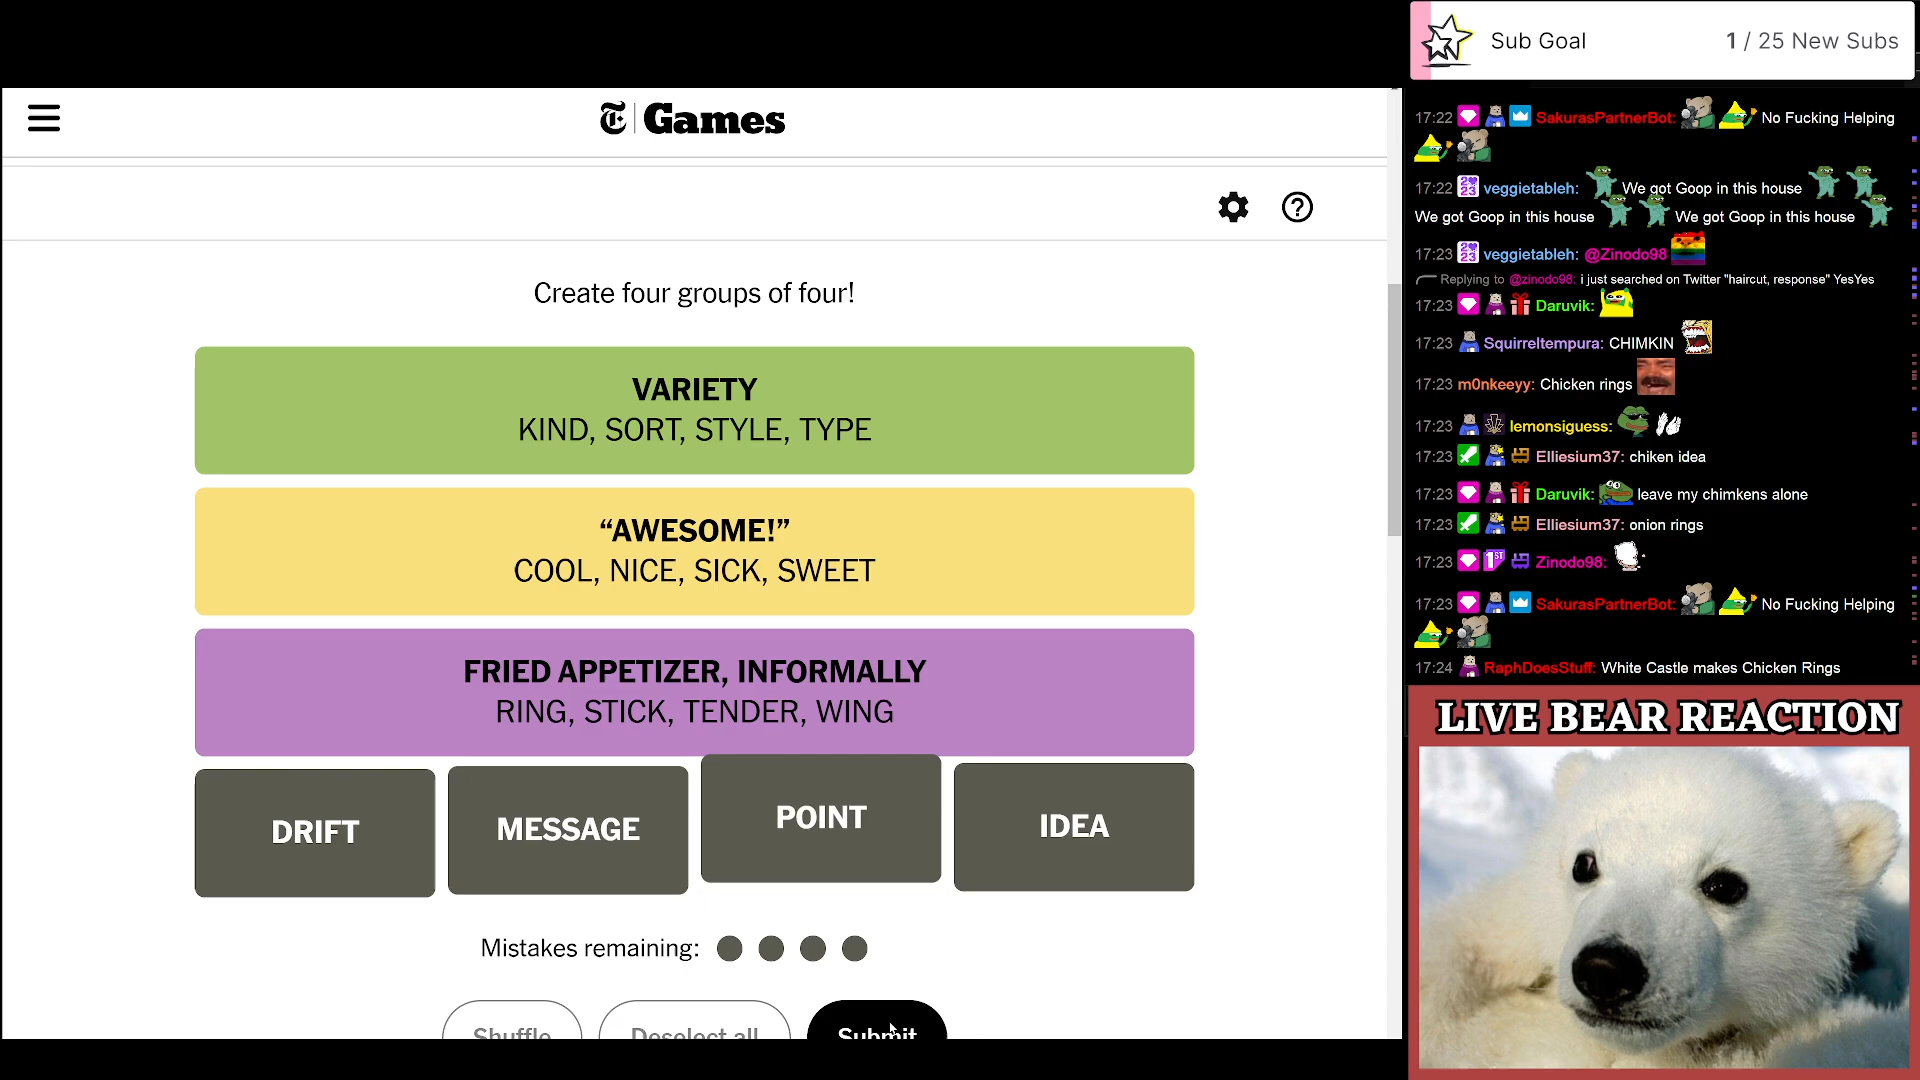 Games
Create four groups of four!
VARIETY
KIND, SORT, STYLE, TYPE
“AWESOME!”
COOL, NICE, SICK, SWEET
FRIED APPETIZER, INFORMALLY
RING, STICK, TENDER, WING
DRIFT
MESSAGE
POINT
IDEA
Mistakes remaining:
Shuffle
Deselect all
Submit
Sub Goal
1 / 25 New Subs
17:22 SakurasPartnerBot: No Fucking Helping
17:22 veggietableh: We got Goop in this house
We got Goop in this house We got Goop in this house
17:23 veggietableh: @Zinodo98
Replying to @zinodo98: i just searched on Twitter "haircut, response" YesYes
17:23 Daruvik:
17:23 Squirreltempura: CHIMKIN
17:23 m0nkeeyy: Chicken rings
17:23 lemonsiguess:
17:23 Elliesium37: chiken idea
17:23 Daruvik: leave my chimkens alone
17:23 Elliesium37: onion rings
17:23 1ST Zinodo98:
17:23 SakurasPartnerBot: No Fucking Helping
17:24 RaphDoesStuff: White Castle makes Chicken Rings
LIVE BEAR REACTION